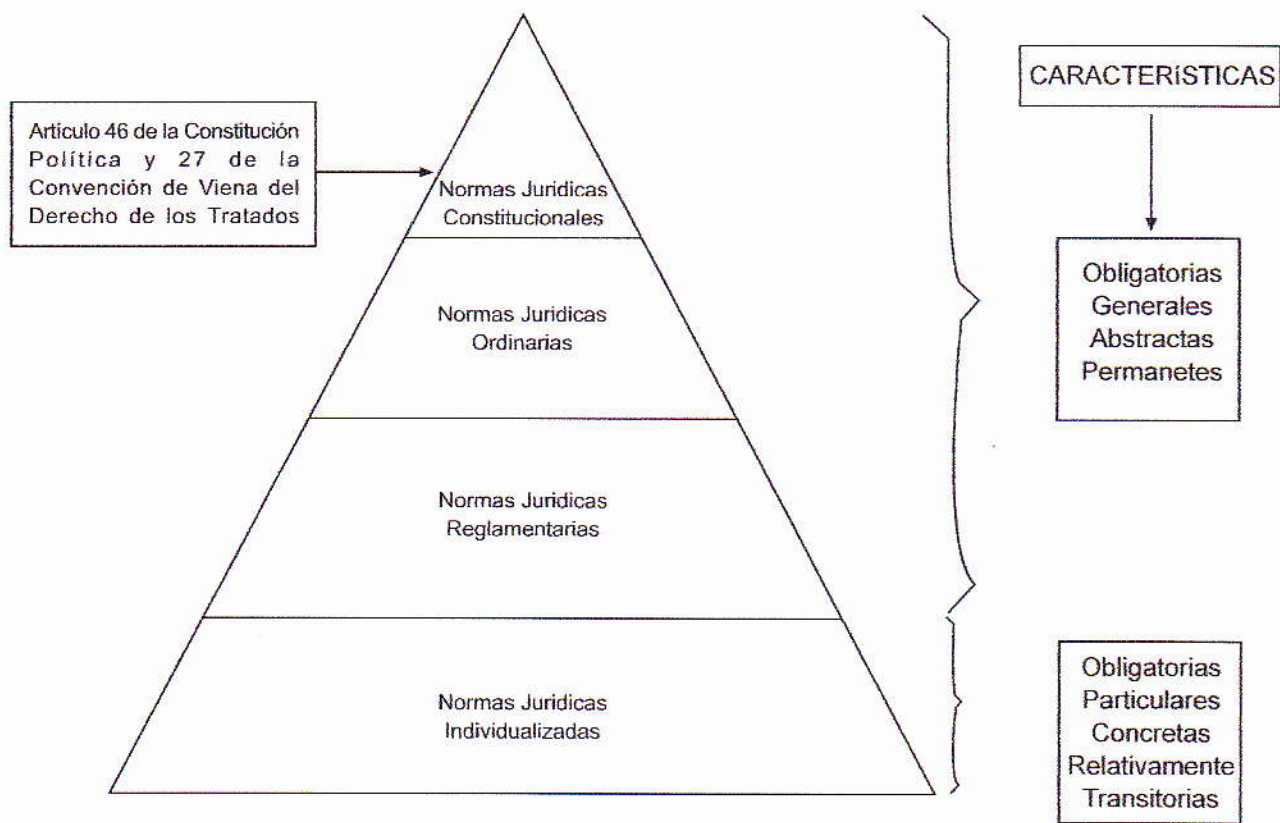 CARACTERíSTICAS
Artículo 46 de la Constitución
Política y 27 de la
Convención de Viena del
Derecho de los Tratados
Normas Juridicas
Constitucionales
Obligatorias
Generales
Abstractas
Permanetes
Normas Juridicas
Ordinarias
Normas Juridicas
Reglamentarias
Normas Juridicas
Individualizadas
Obligatorias
Particulares
Concretas
Relativamente
Transitorias